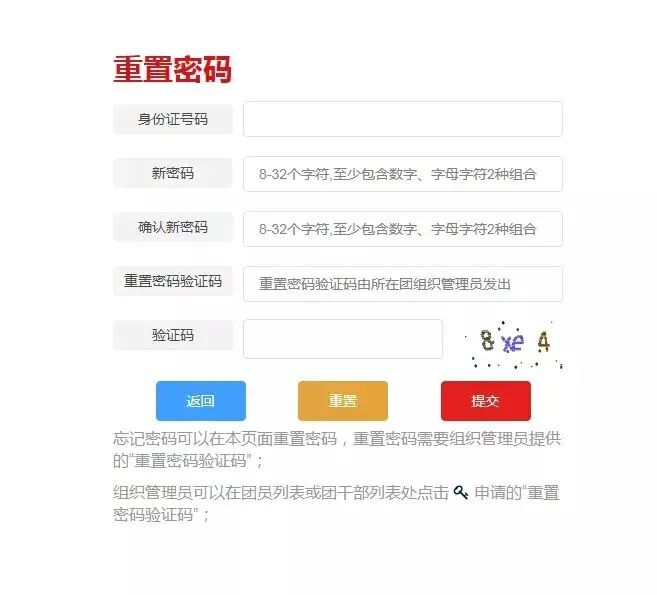 重置密码
身份证号码
新密码 8-32个字符,至少包含数字、字母字符2种组合
确认新密码 8-32个字符,至少包含数字、字母字符2种组合
重置密码验证码 重置密码验证码由所在团组织管理员发出
验证码 8xe4
返回 重置 提交
忘记密码可以在本页面重置密码，重置密码需要组织管理员提供
的“重置密码验证码”；
组织管理员可以在团员列表或团干部列表处点击 申请的“重置
密码验证码”；